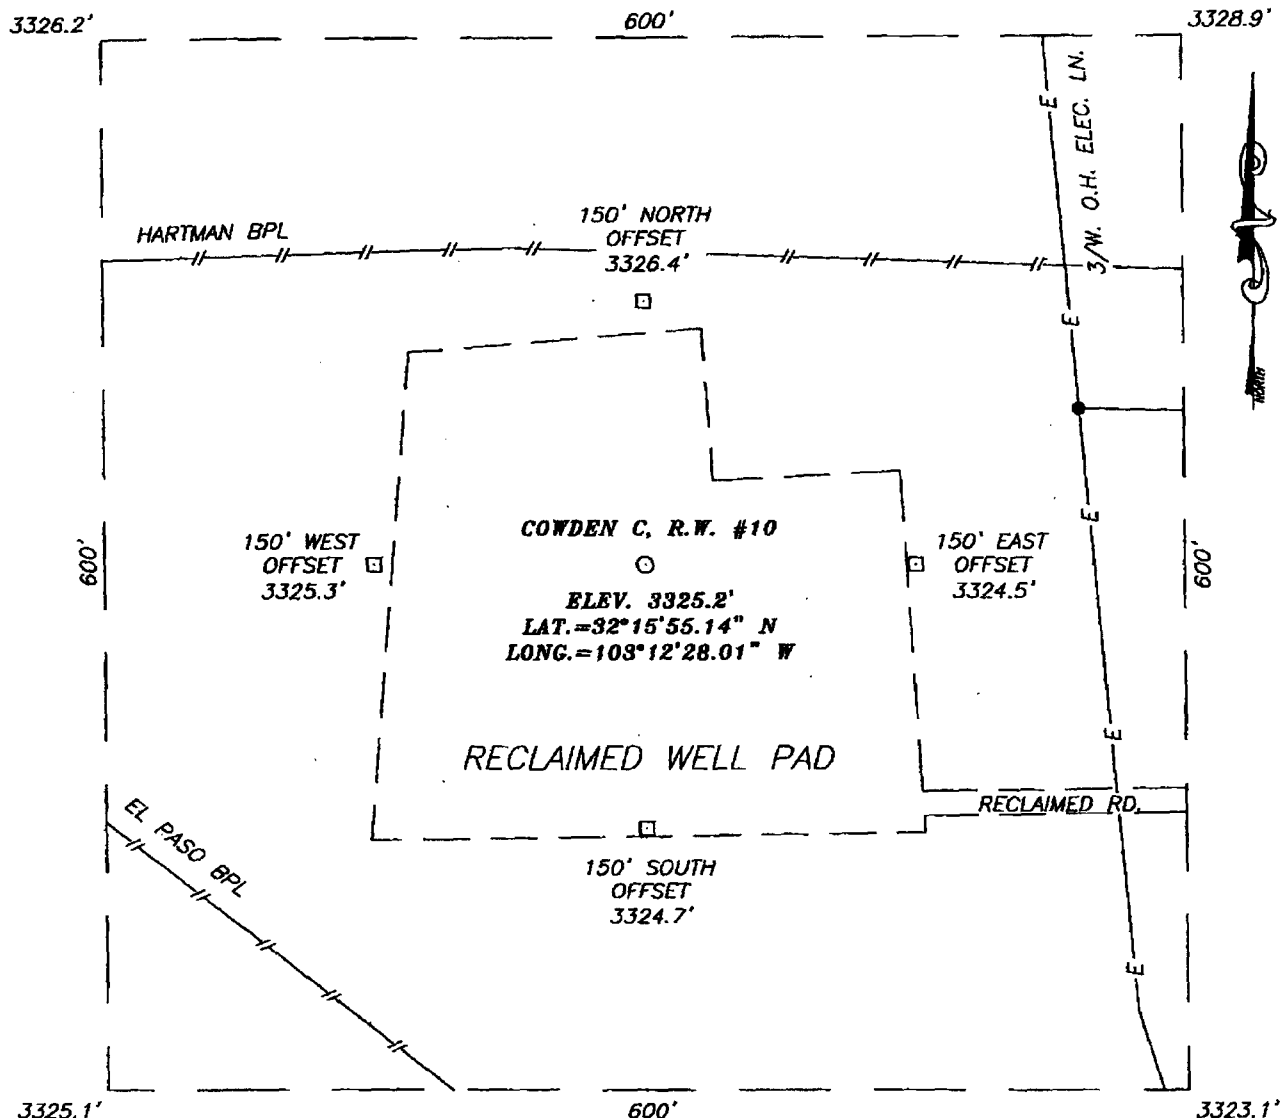 3326.2'
600'
3328.9'
3/W. O.H. ELEC. LN.
E
HARTMAN BPL
150' NORTH
OFFSET
3326.4'
E
NORTH
E
COWDEN C, R.W. #10
150' WEST
OFFSET
3325.3'
150' EAST
OFFSET
3324.5'
600'
600'
ELEV. 3325.2'
LAT.=32°15'55.14" N
LONG.=103°12'28.01" W
E
RECLAIMED WELL PAD
RECLAIMED RD.
EL PASO BPL
150' SOUTH
OFFSET
3324.7'
E
3325.1'
600'
3323.1'